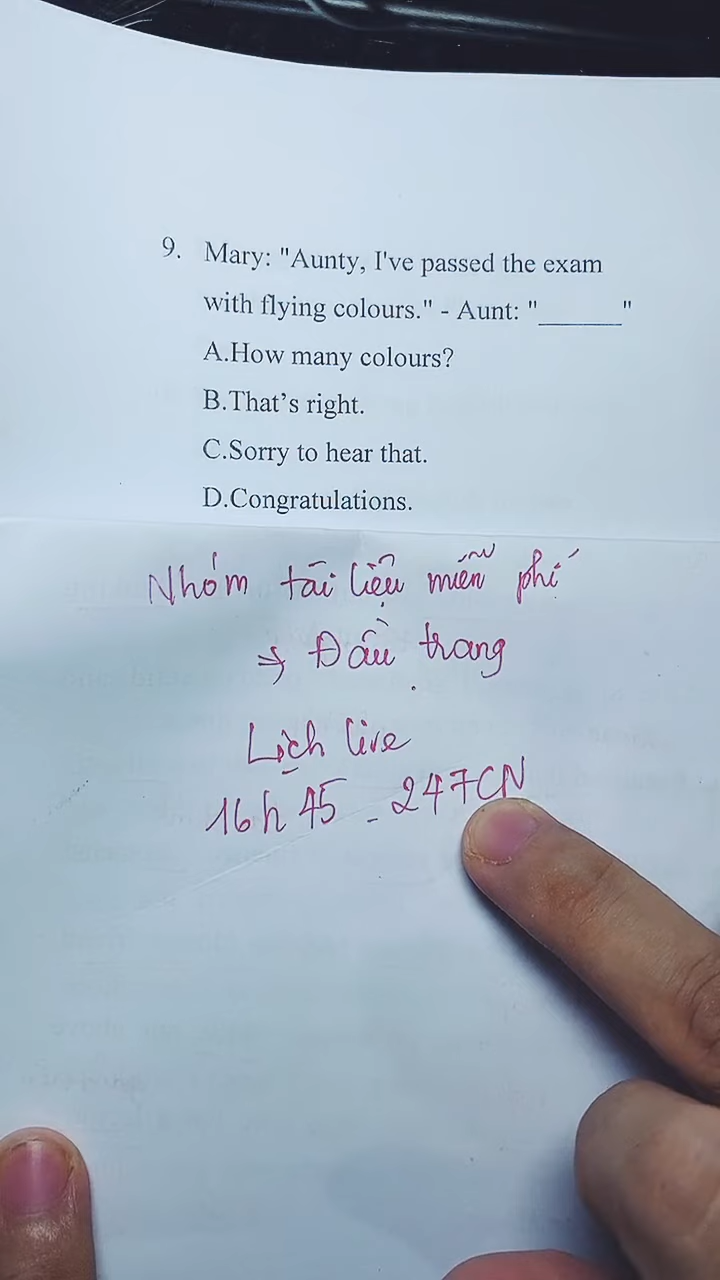 9. Mary: "Aunty, I've passed the exam
with flying colours." - Aunt: "______"
A.How many colours?
B.That’s right.
C.Sorry to hear that.
D.Congratulations.
Nhóm tài liệu miễn phí
⇒ Đầu trang
Lịch live
16h45 - 247CN